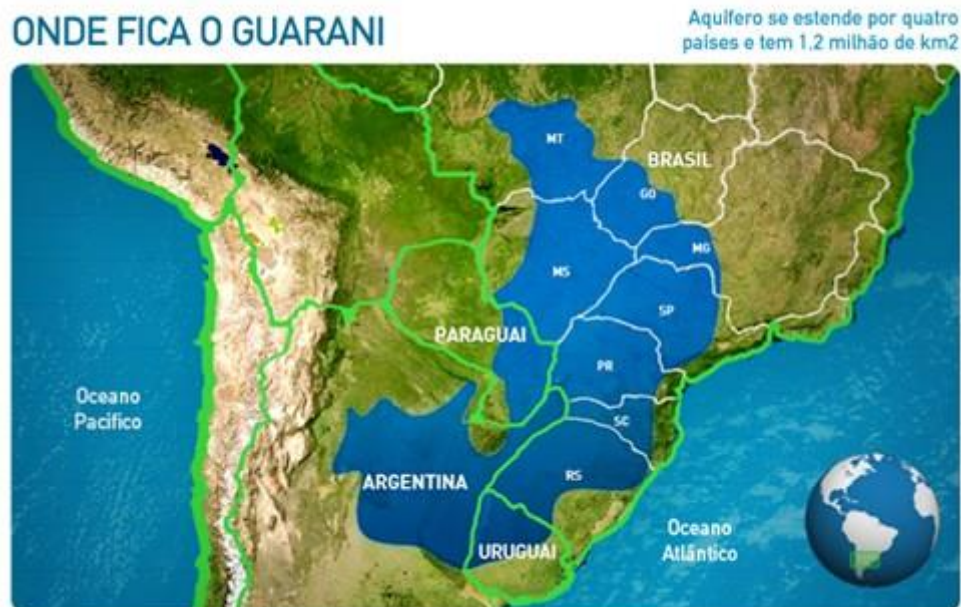 ONDE FICA O GUARANI
Aquífero se estende por quatro
países e tem 1,2 milhão de km2
MT
BRASIL
GO
MG
MS
SP
PARAGUAI
PR
Oceano
Pacífico
SC
ARGENTINA
RS
Oceano
Atlântico
URUGUAI